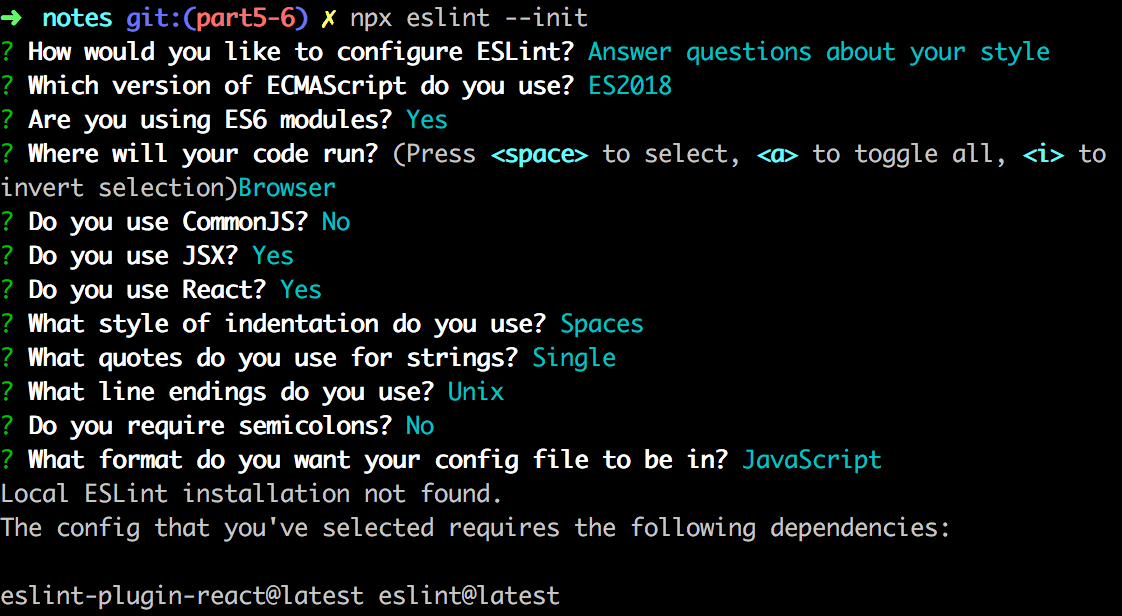 ➜ notes git:(part5-6) ✗ npx eslint --init
? How would you like to configure ESLint? Answer questions about your style
? Which version of ECMAScript do you use? ES2018
? Are you using ES6 modules? Yes
? Where will your code run? (Press <space> to select, <a> to toggle all, <i> to
invert selection)Browser
? Do you use CommonJS? No
? Do you use JSX? Yes
? Do you use React? Yes
? What style of indentation do you use? Spaces
? What quotes do you use for strings? Single
? What line endings do you use? Unix
? Do you require semicolons? No
? What format do you want your config file to be in? JavaScript
Local ESLint installation not found.
The config that you've selected requires the following dependencies:
eslint-plugin-react@latest eslint@latest